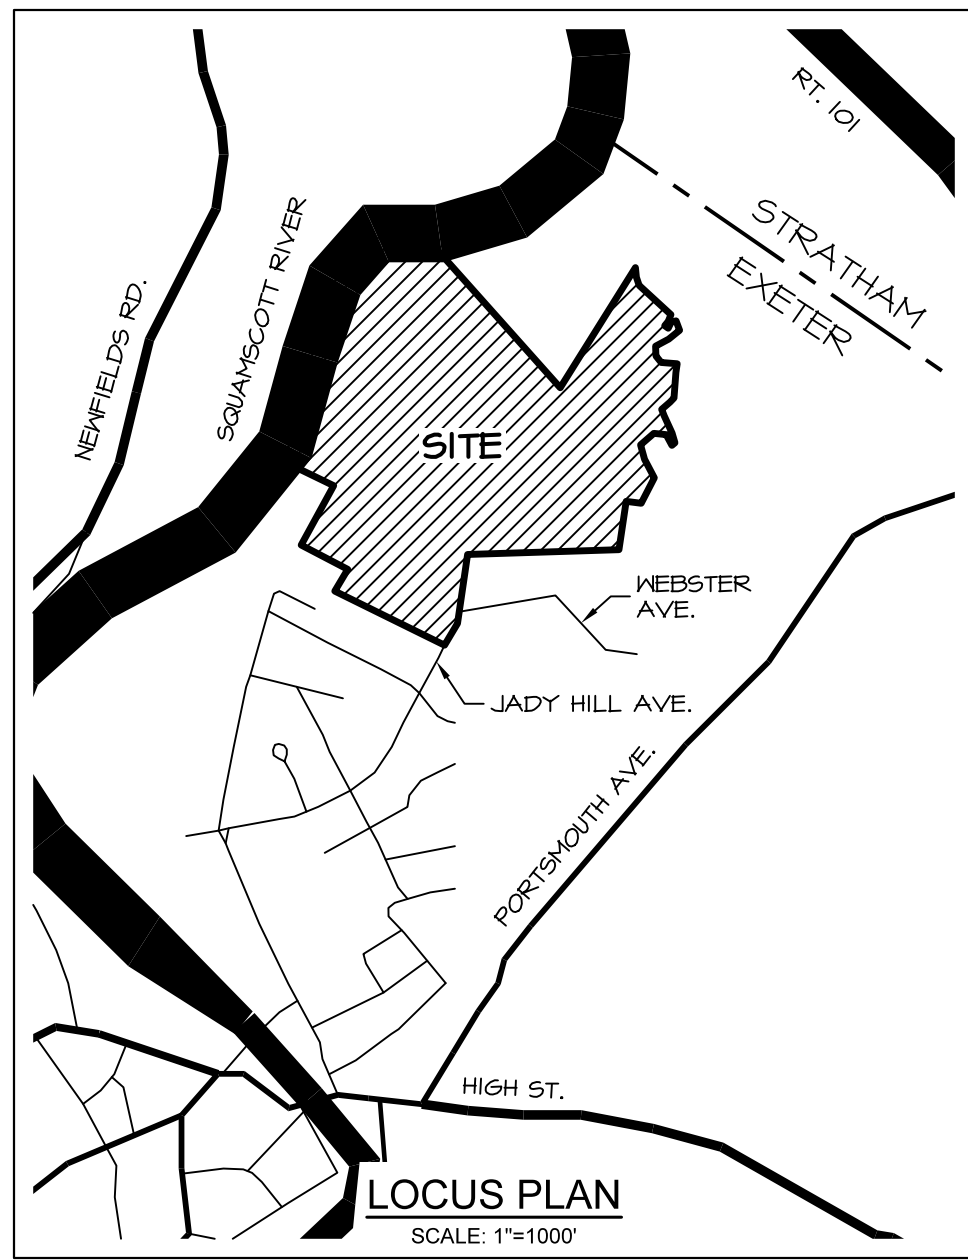 RT. 101
STRATHAM
EXETER
SQUAMSCOTT RIVER
NEWFIELDS RD.
SITE
WEBSTER
AVE.
JADY HILL AVE.
PORTSMOUTH AVE.
HIGH ST.
LOCUS PLAN
SCALE: 1"=1000'